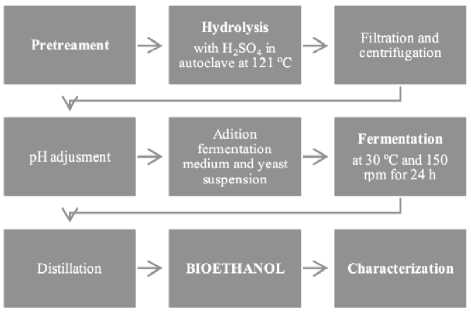 Pretreament
Hydrolysis
with H₂SO₄ in
autoclave at 121 ºC
Filtration and
centrifugation
pH adjusment
Adition
fermentation
medium and yeast
suspension
Fermentation
at 30 ºC and 150
rpm for 24 h
Distillation
BIOETHANOL
Characterization